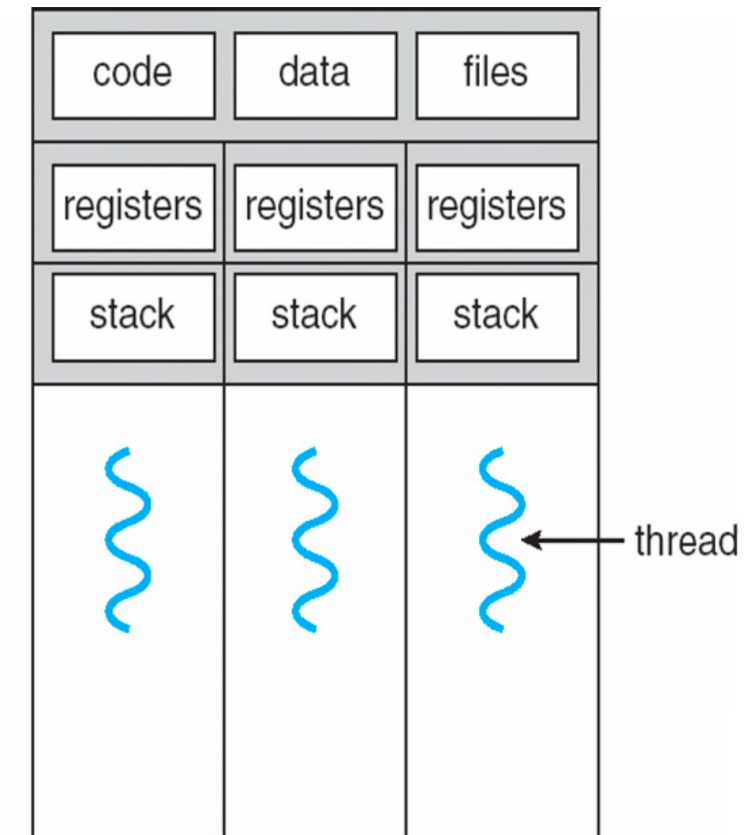 code data files
registers registers registers
stack stack stack
thread